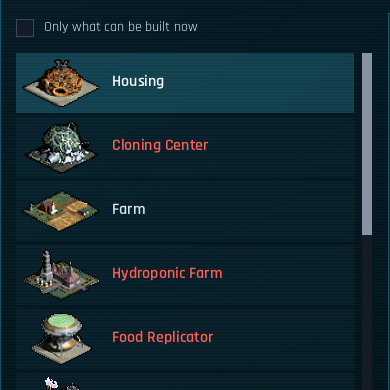 Only what can be built now
Housing
Cloning Center
Farm
Hydroponic Farm
Food Replicator